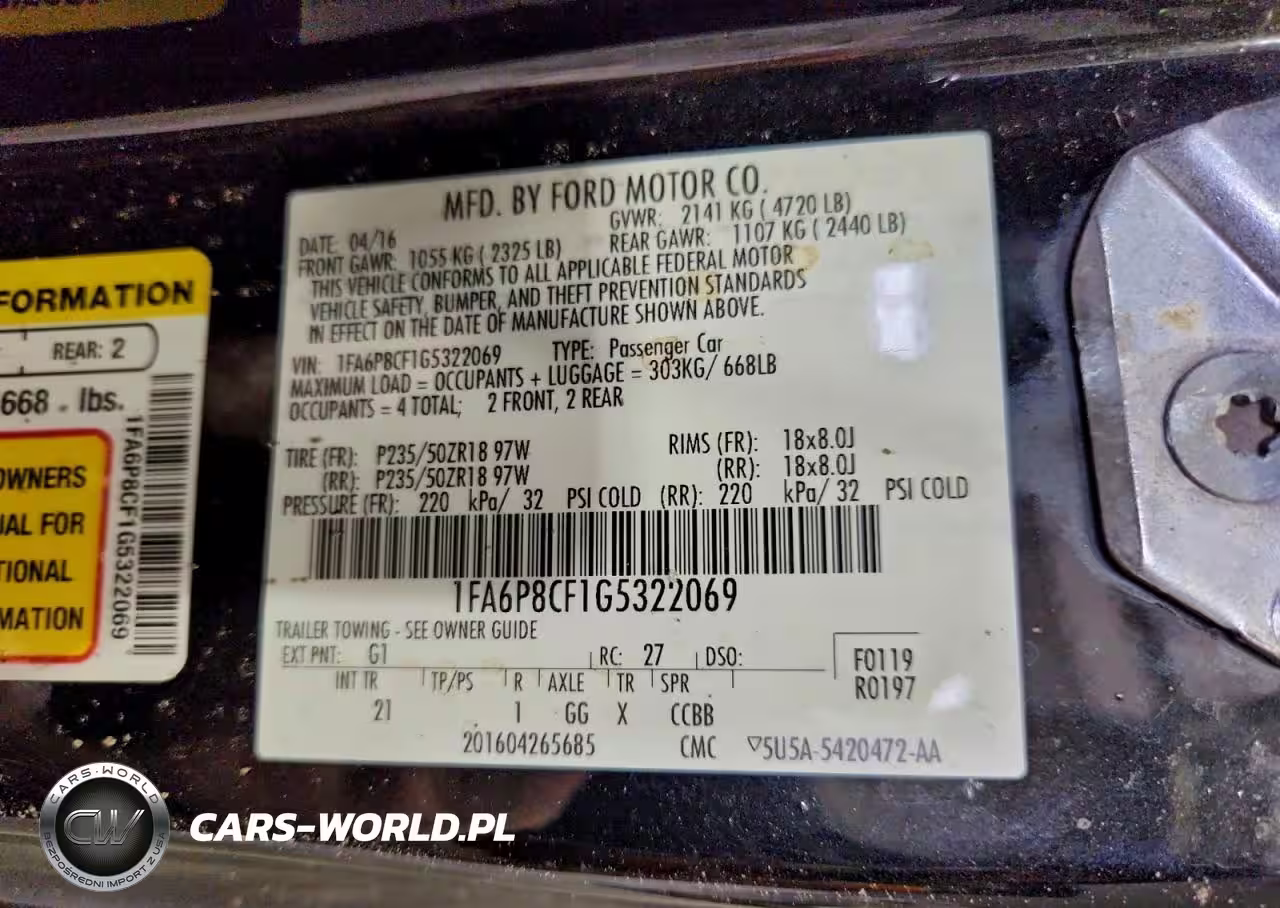 FORMATION
REAR: 2
668 . lbs.
OWNERS
UAL FOR
TIONAL
MATION
1FA6P8CF1G5322069
MFD. BY FORD MOTOR CO.
DATE: 04/16 GVWR: 2141 KG ( 4720 LB)
FRONT GAWR: 1055 KG ( 2325 LB) REAR GAWR: 1107 KG ( 2440 LB)
THIS VEHICLE CONFORMS TO ALL APPLICABLE FEDERAL MOTOR
VEHICLE SAFETY, BUMPER, AND THEFT PREVENTION STANDARDS
IN EFFECT ON THE DATE OF MANUFACTURE SHOWN ABOVE.
VIN: 1FA6P8CF1G5322069 TYPE: Passenger Car
MAXIMUM LOAD = OCCUPANTS + LUGGAGE = 303KG/ 668LB
OCCUPANTS = 4 TOTAL; 2 FRONT, 2 REAR
TIRE (FR): P235/50ZR18 97W RIMS (FR): 18x8.0J
(RR): P235/50ZR18 97W (RR): 18x8.0J
PRESSURE (FR): 220 kPa/ 32 PSI COLD (RR): 220 kPa/ 32 PSI COLD
1FA6P8CF1G5322069
TRAILER TOWING - SEE OWNER GUIDE
EXT PNT: G1 RC: 27 DSO: F0119
INT TR TP/PS R AXLE TR SPR R0197
21 1 GG X CCBB
201604265685 CMC ▽5U5A-5420472-AA
CARS-WORLD
CW
BEZPOŚREDNI IMPORT Z USA
CARS-WORLD.PL